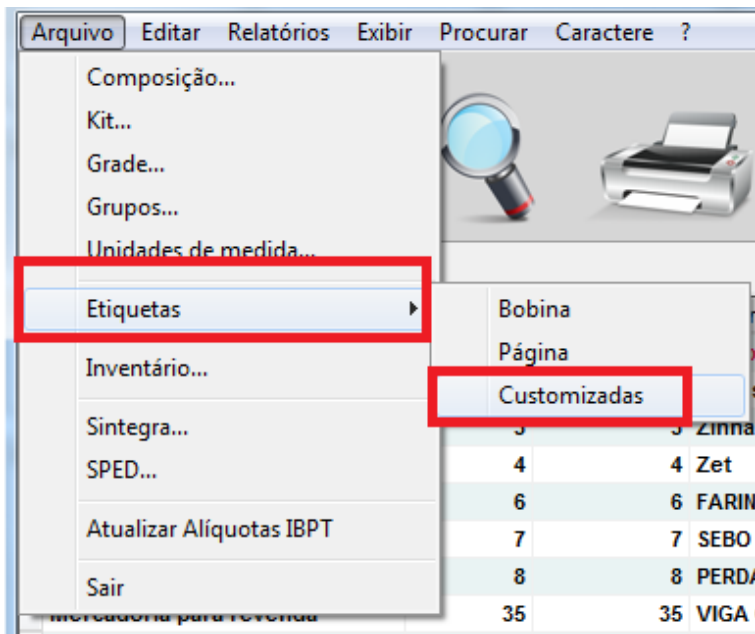 Arquivo Editar Relatórios Exibir Procurar Caractere ?
Composição...
Kit...
Grade...
Grupos...
Unidades de medida...
Etiquetas
Bobina
Página
Customizadas
Inventário...
Sintegra...
SPED...
Atualizar Alíquotas IBPT
Sair
4 4 Zet
6 6 FARIN
7 7 SEBO
8 8 PERDA
Mercadoria para revenda 35 35 VIGA